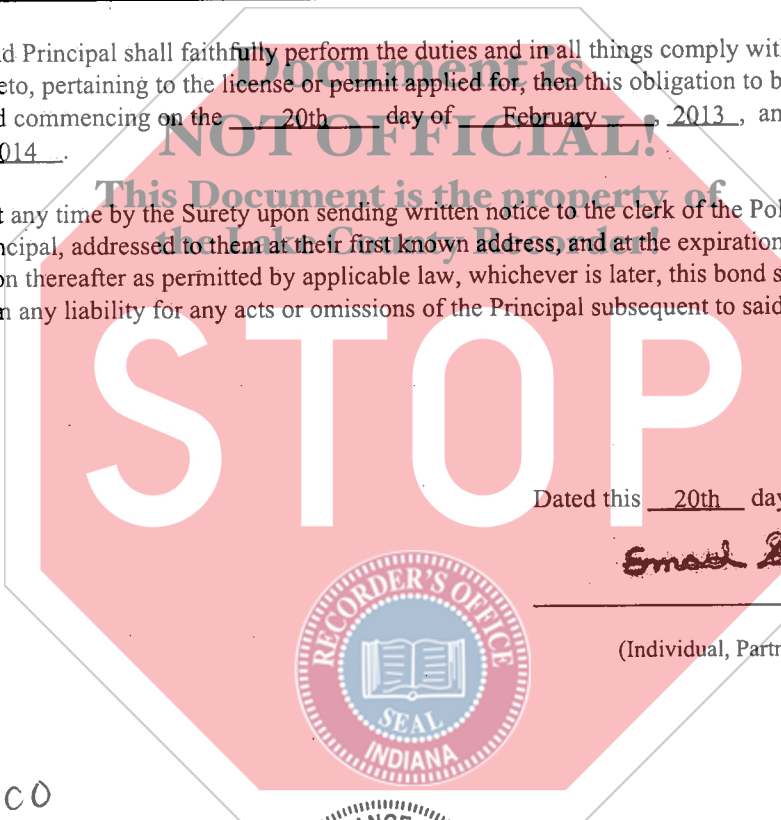 d Principal shall faithfully perform the duties and in all things comply wit
Document is
eto, pertaining to the license or permit applied for, then this obligation to b
d commencing on the 20th day of February , 2013 , an
NOT OFFICIAL!
014 .
This Document is the property of
t any time by the Surety upon sending written notice to the clerk of the Pol
the Lake County Recorder!
ncipal, addressed to them at their first known address, and at the expiration
on thereafter as permitted by applicable law, whichever is later, this bond s
n any liability for any acts or omissions of the Principal subsequent to said
STOP
Dated this 20th day
Emad
RECORDER'S OFFICE
(Individual, Partn
SEAL
INDIANA
CO
ANCE